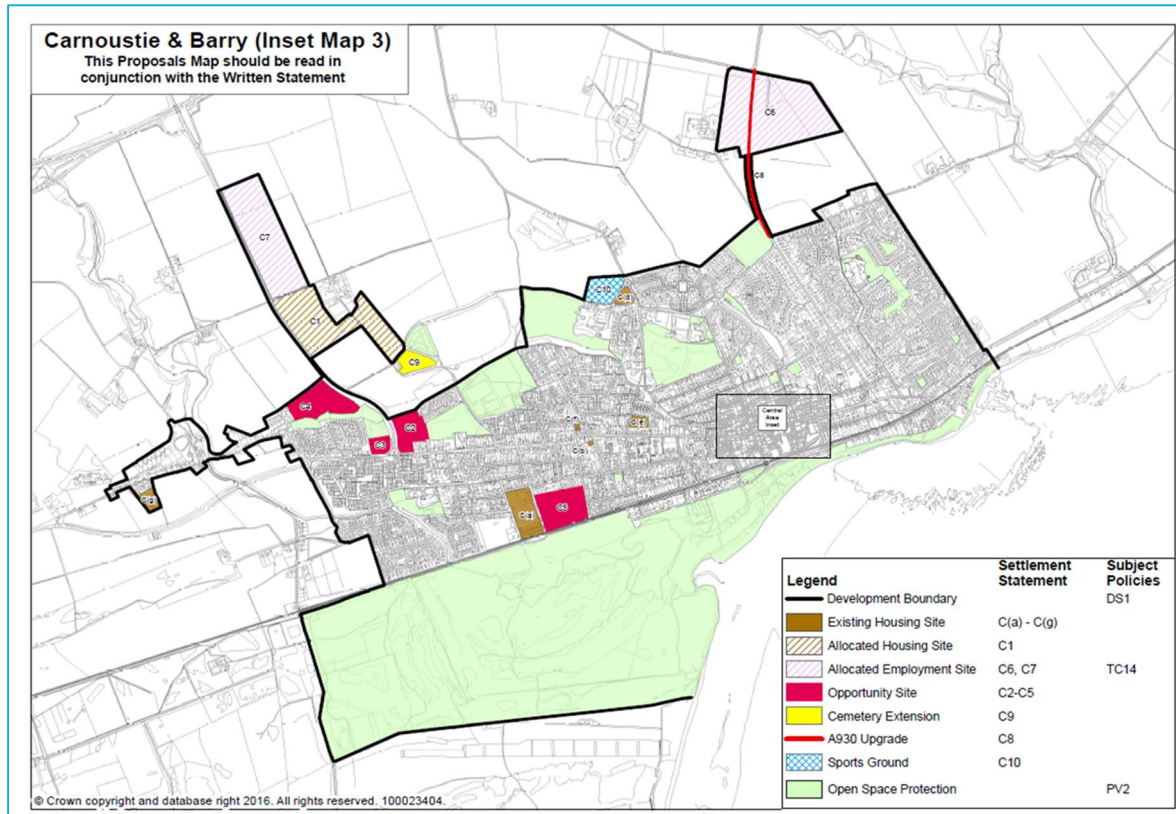 Carnoustie & Barry (Inset Map 3)
This Proposals Map should be read in
conjunction with the Written Statement
C6
C8
C7
C10
C(d)
C1
C9
C4
C2
C3
C(f)
C(e)
C(b)
Central
Area
Inset
C(g)
C(a)
C5
Legend Settlement Statement Subject Policies
Development Boundary DS1
Existing Housing Site C(a) - C(g)
Allocated Housing Site C1
Allocated Employment Site C6, C7 TC14
Opportunity Site C2-C5
Cemetery Extension C9
A930 Upgrade C8
Sports Ground C10
Open Space Protection PV2
© Crown copyright and database right 2016. All rights reserved. 100023404.